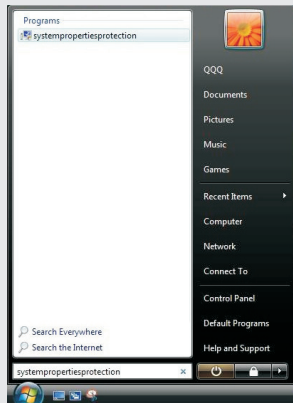 Programs
systempropertiesprotection
QQQ
Documents
Pictures
Music
Games
Recent Items
Computer
Network
Connect To
Control Panel
Default Programs
Help and Support
Search Everywhere
Search the Internet
systempropertiesprotection